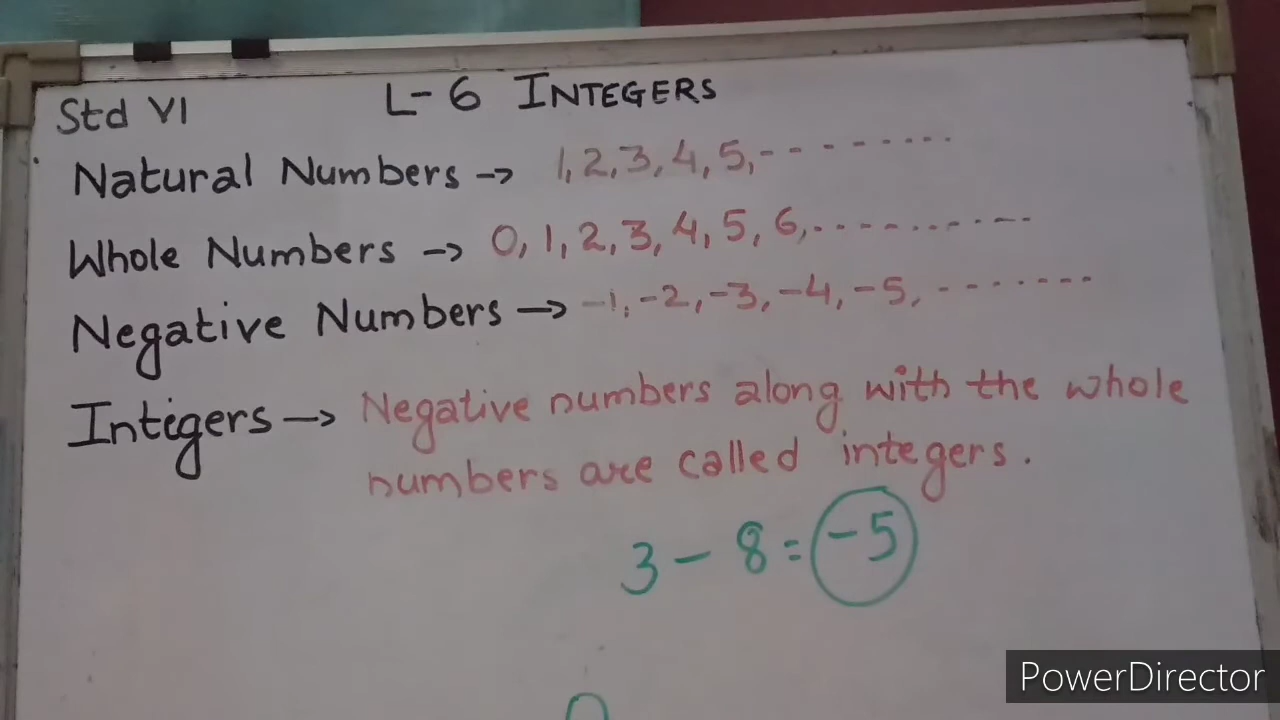 Std VI L-6 INTEGERS
Natural Numbers → 1, 2, 3, 4, 5, ---------
Whole Numbers → 0, 1, 2, 3, 4, 5, 6, ----------
Negative Numbers → -1, -2, -3, -4, -5, --------
Integers → Negative numbers along with the whole
numbers are called integers.
3 - 8 = -5
PowerDirector